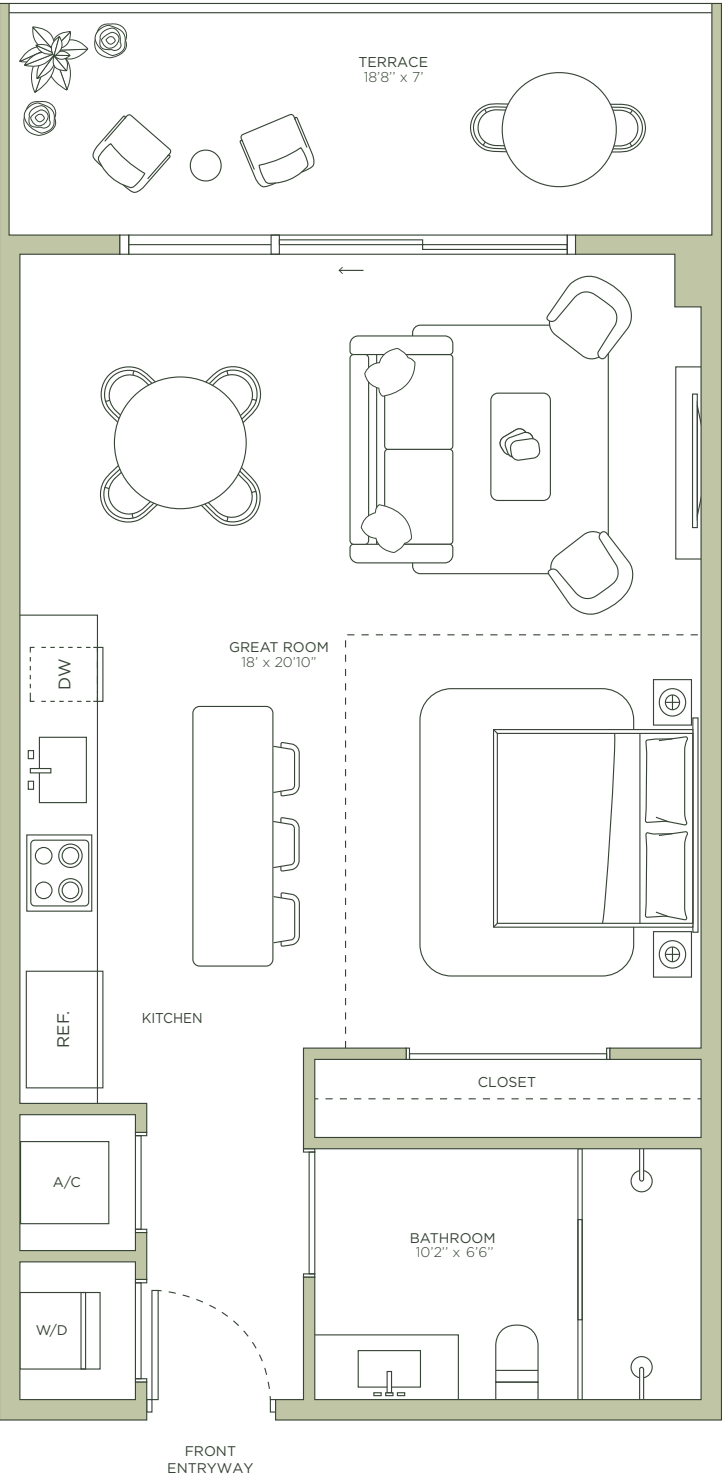 TERRACE
18'8'' x 7'
GREAT ROOM
18' x 20'10"
DW
REF.
KITCHEN
CLOSET
A/C
BATHROOM
10'2'' x 6'6''
W/D
FRONT
ENTRYWAY